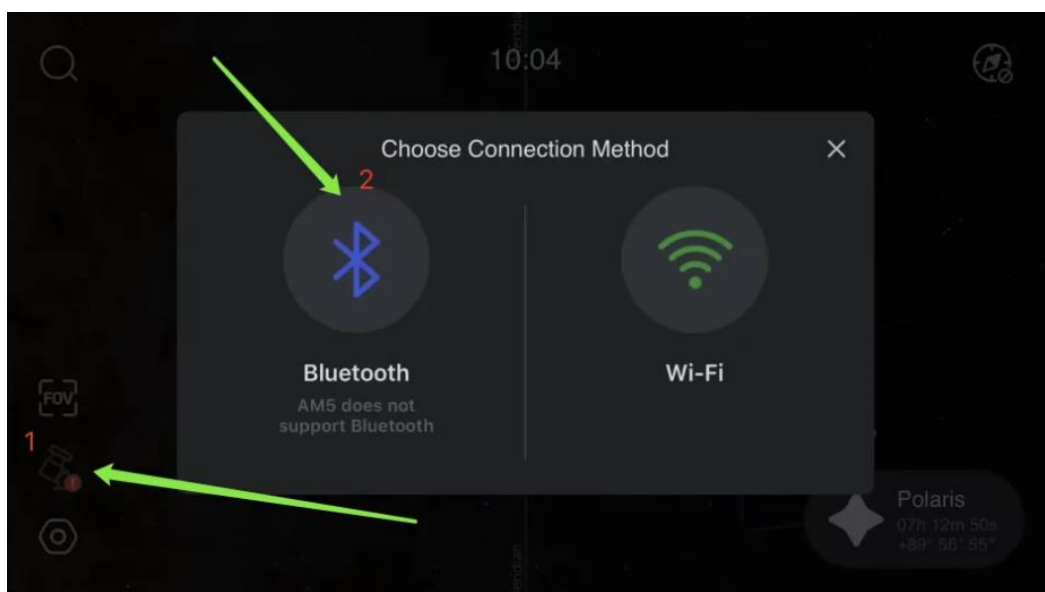 10:04
Choose Connection Method
2
Bluetooth
AM5 does not
support Bluetooth
Wi-Fi
FOV
1
Polaris
07h 12m 50s
+89° 56' 55"